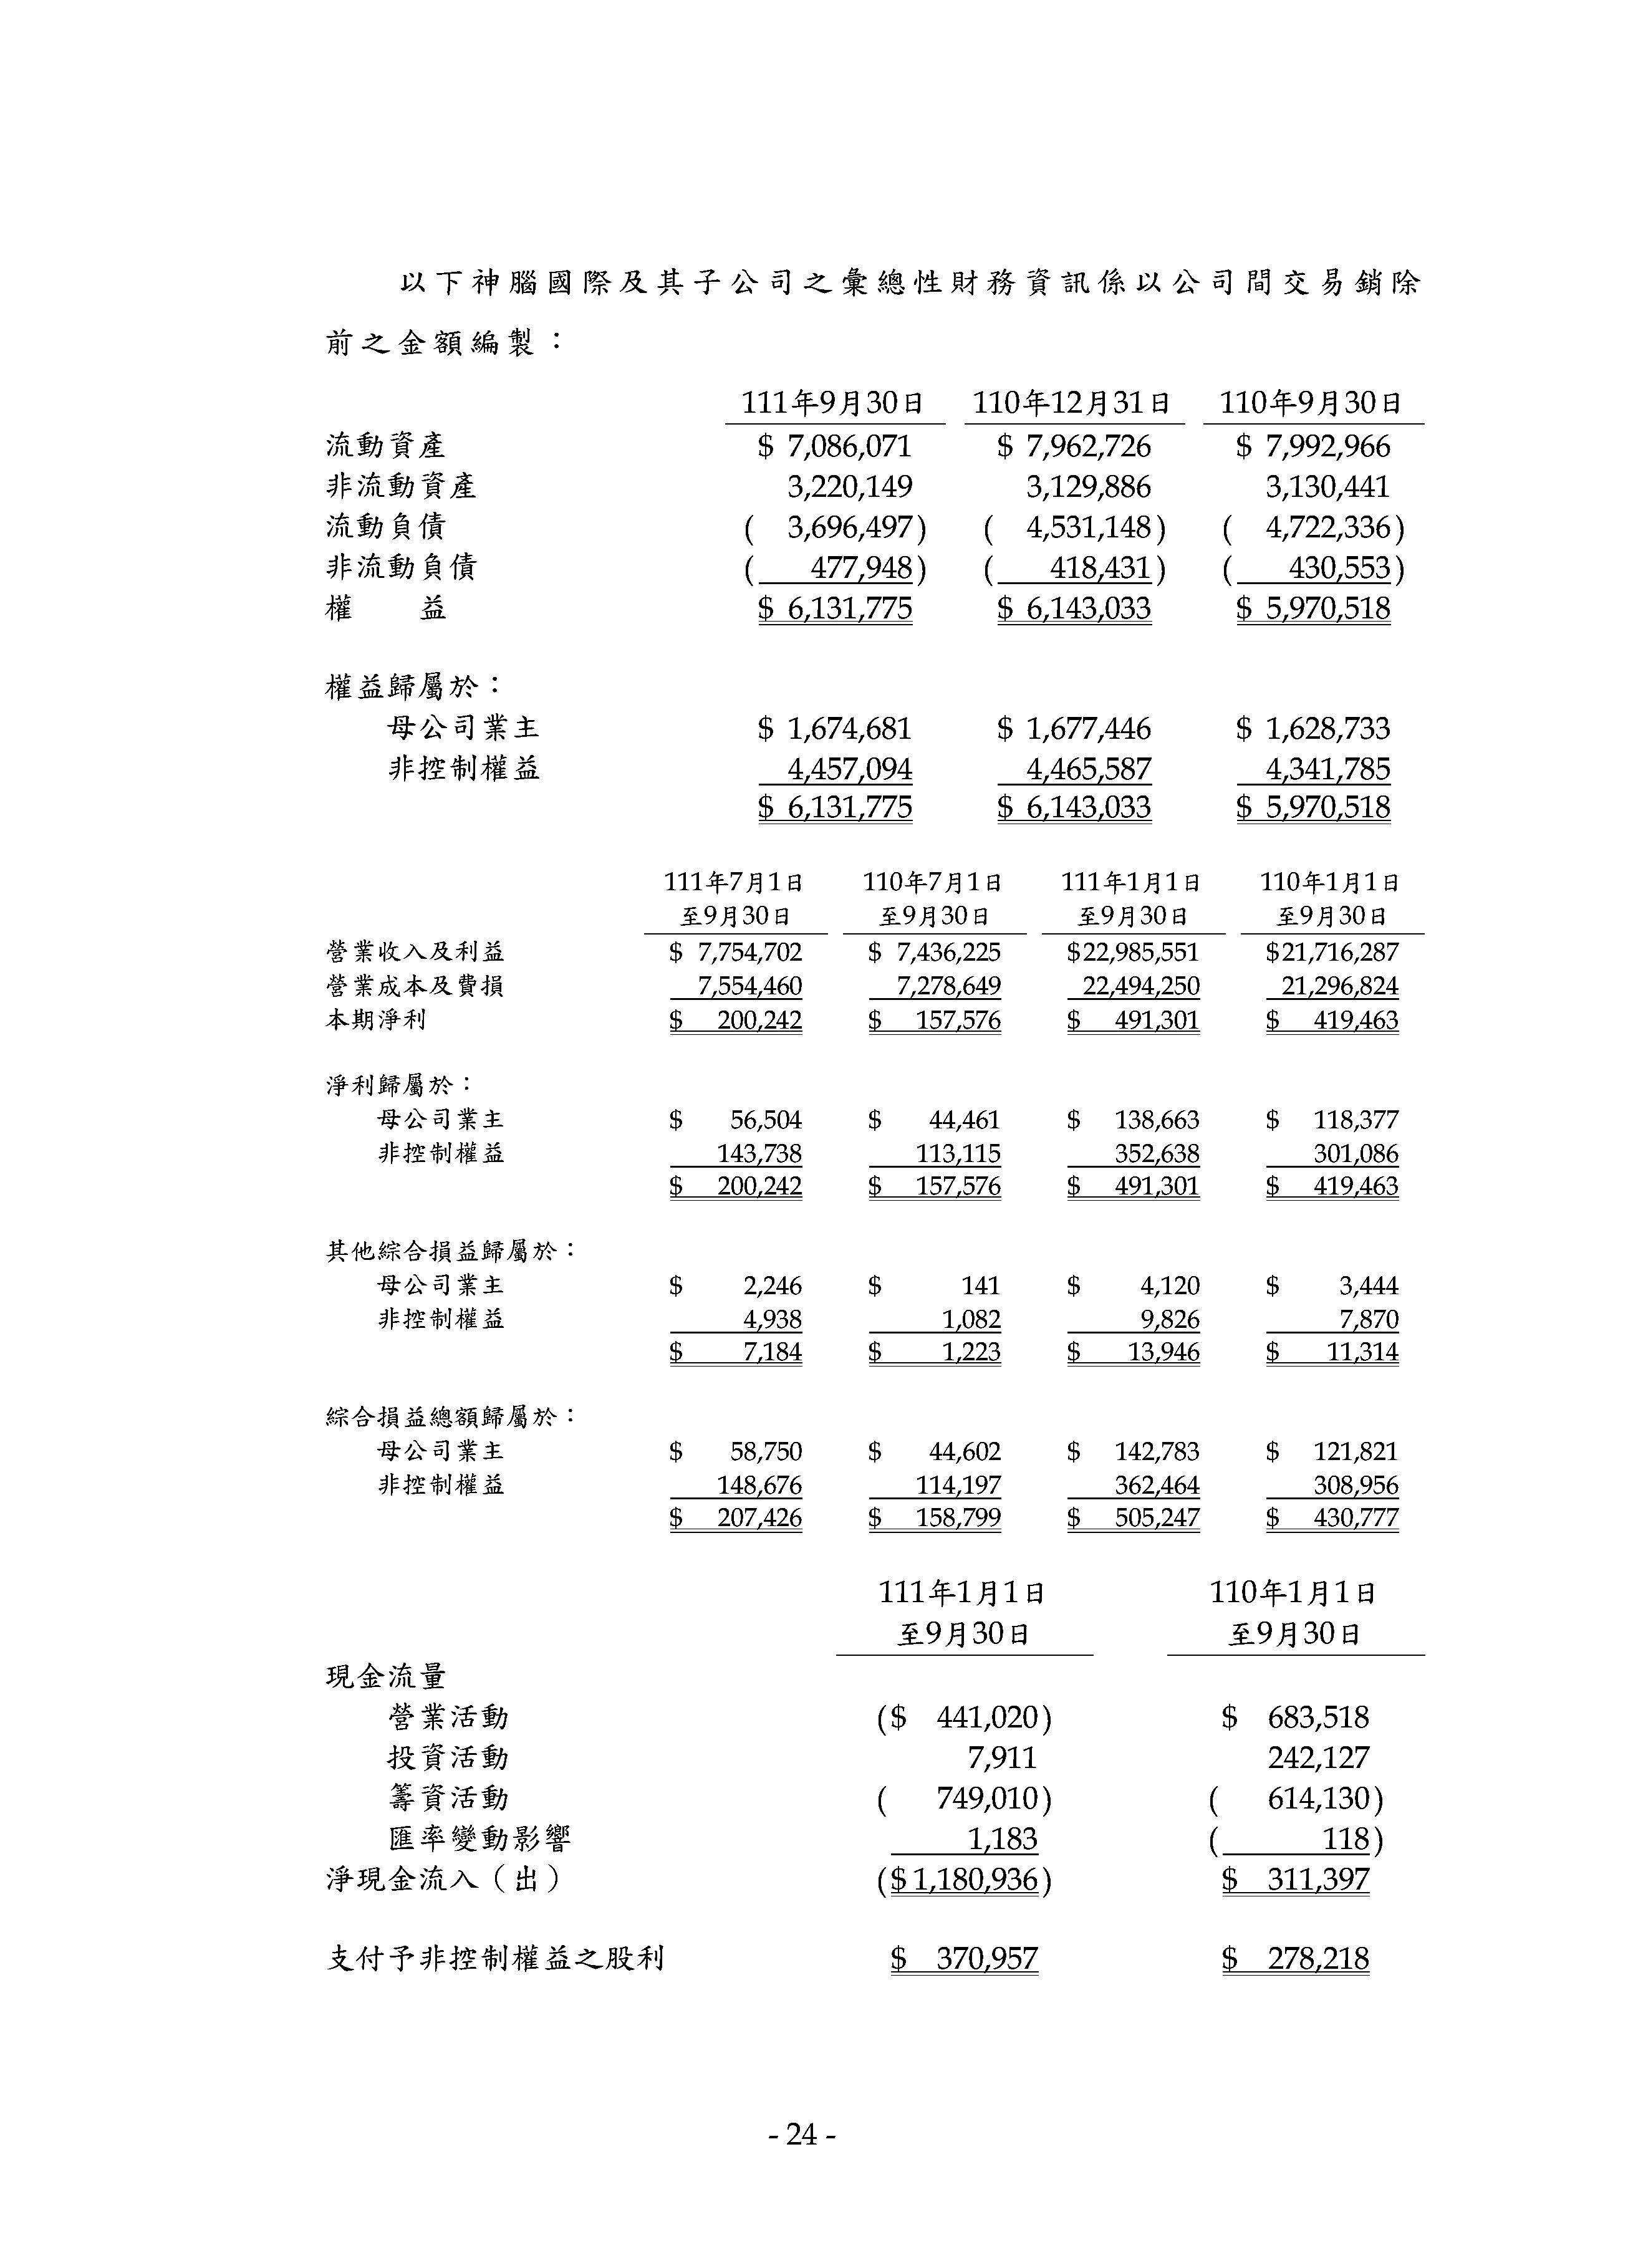 以下神腦國際及其子公司之彙總性財務資訊係以公司間交易銷除
前之金額編製：
111年9月30日 110年12月31日 110年9月30日
流動資產 $ 7,086,071 $ 7,962,726 $ 7,992,966
非流動資產 3,220,149 3,129,886 3,130,441
流動負債 ( 3,696,497) ( 4,531,148) ( 4,722,336)
非流動負債 ( 477,948) ( 418,431) ( 430,553)
權 益 $ 6,131,775 $ 6,143,033 $ 5,970,518
權益歸屬於：
母公司業主 $ 1,674,681 $ 1,677,446 $ 1,628,733
非控制權益 4,457,094 4,465,587 4,341,785
$ 6,131,775 $ 6,143,033 $ 5,970,518
111年7月1日 110年7月1日 111年1月1日 110年1月1日
至9月30日 至9月30日 至9月30日 至9月30日
營業收入及利益 $ 7,754,702 $ 7,436,225 $22,985,551 $21,716,287
營業成本及費損 7,554,460 7,278,649 22,494,250 21,296,824
本期淨利 $ 200,242 $ 157,576 $ 491,301 $ 419,463
淨利歸屬於：
母公司業主 $ 56,504 $ 44,461 $ 138,663 $ 118,377
非控制權益 143,738 113,115 352,638 301,086
$ 200,242 $ 157,576 $ 491,301 $ 419,463
其他綜合損益歸屬於：
母公司業主 $ 2,246 $ 141 $ 4,120 $ 3,444
非控制權益 4,938 1,082 9,826 7,870
$ 7,184 $ 1,223 $ 13,946 $ 11,314
綜合損益總額歸屬於：
母公司業主 $ 58,750 $ 44,602 $ 142,783 $ 121,821
非控制權益 148,676 114,197 362,464 308,956
$ 207,426 $ 158,799 $ 505,247 $ 430,777
111年1月1日 110年1月1日
至9月30日 至9月30日
現金流量
營業活動 ($ 441,020) $ 683,518
投資活動 7,911 242,127
籌資活動 ( 749,010) ( 614,130)
匯率變動影響 1,183 ( 118)
淨現金流入（出） ($ 1,180,936) $ 311,397
支付予非控制權益之股利 $ 370,957 $ 278,218
- 24 -